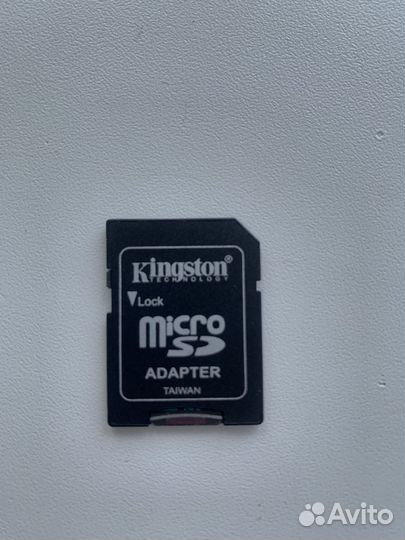 Kingston®
TECHNOLOGY
▼Lock
micro
SD
ADAPTER
TAIWAN
Avito